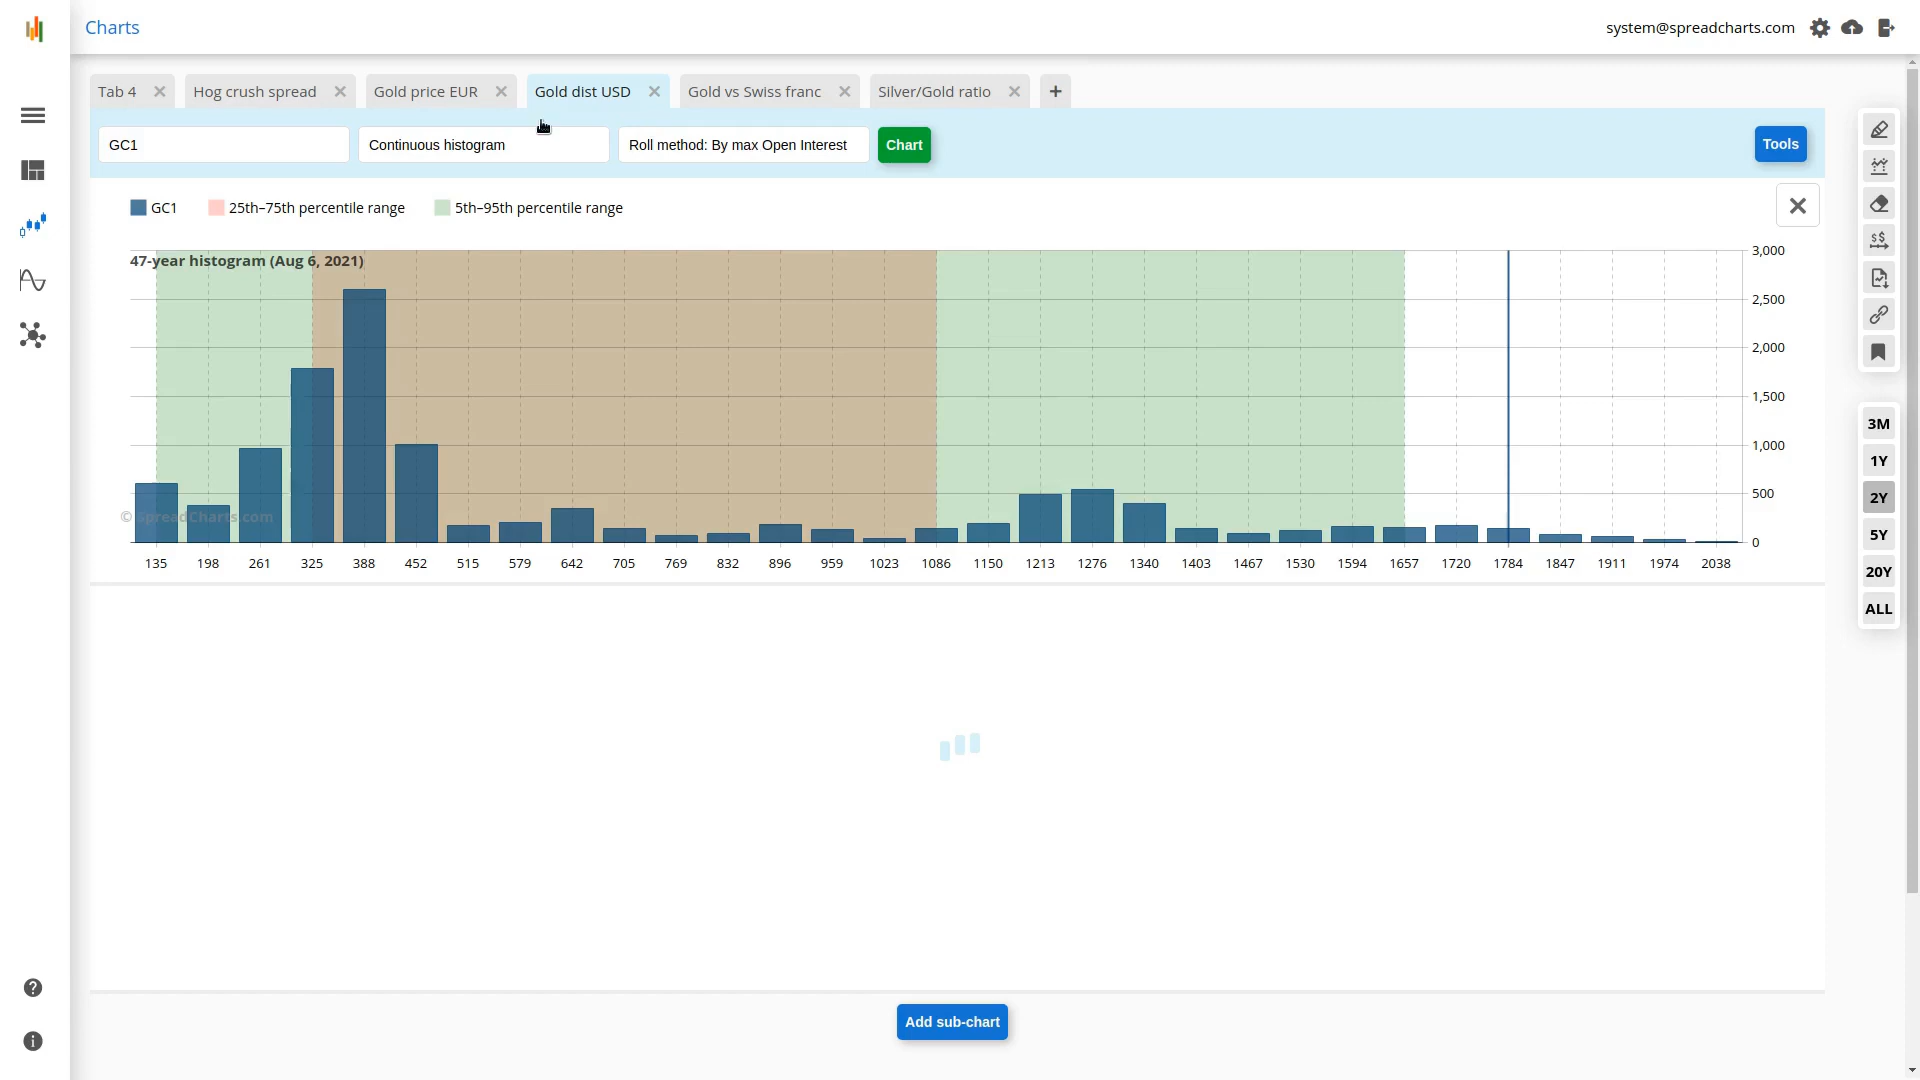 Charts
system@spreadcharts.com
Tab 4
Hog crush spread
Gold price EUR
Gold dist USD
Gold vs Swiss franc
Silver/Gold ratio
+
GC1
Continuous histogram
Roll method: By max Open Interest
Chart
Tools
GC1
25th–75th percentile range
5th–95th percentile range
47-year histogram (Aug 6, 2021)
3,000
2,500
2,000
1,500
1,000
500
0
© SpreadCharts.com
135 198 261 325 388 452 515 579 642 705 769 832 896 959 1023 1086 1150 1213 1276 1340 1403 1467 1530 1594 1657 1720 1784 1847 1911 1974 2038
3M
1Y
2Y
5Y
20Y
ALL
Add sub-chart